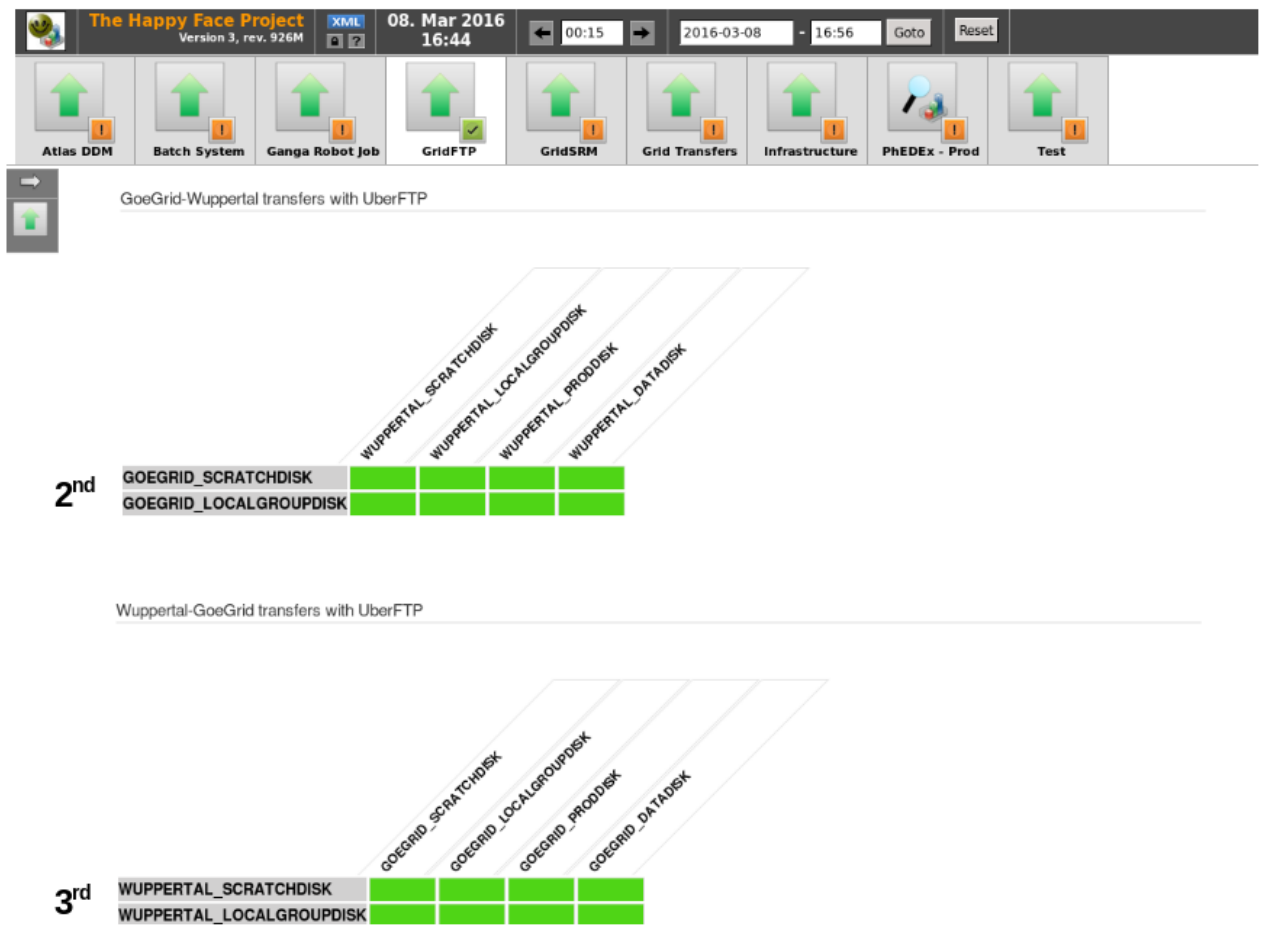 The Happy Face Project
Version 3, rev. 926M
XML
?
08. Mar 2016
16:44
00:15
2016-03-08 - 16:56
Goto
Reset
! ! ! ! ! ! ! !
Atlas DDM Batch System Ganga Robot Job GridFTP GridSRM Grid Transfers Infrastructure PhEDEx - Prod Test
GoeGrid-Wuppertal transfers with UberFTP
WUPPERTAL_SCRATCHDISK
WUPPERTAL_LOCALGROUPDISK
WUPPERTAL_PRODDISK
WUPPERTAL_DATADISK
2nd
GOEGRID_SCRATCHDISK
GOEGRID_LOCALGROUPDISK
Wuppertal-GoeGrid transfers with UberFTP
GOEGRID_SCRATCHDISK
GOEGRID_LOCALGROUPDISK
GOEGRID_PRODDISK
GOEGRID_DATADISK
3rd
WUPPERTAL_SCRATCHDISK
WUPPERTAL_LOCALGROUPDISK